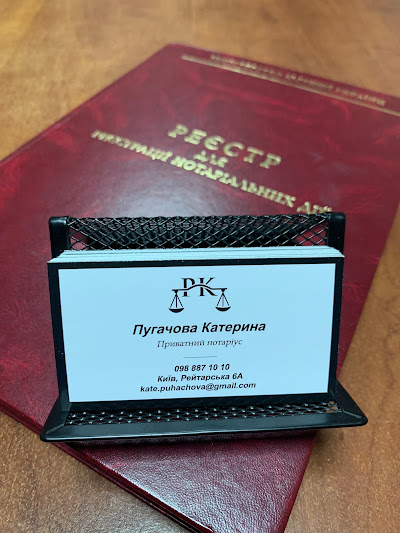 РЕЄСТР
ДЛЯ
РЕЄСТРАЦІЇ НОТАРІАЛЬНИХ ДІЙ
PK
Пугачова Катерина
Приватний нотаріус
098 887 10 10
Київ, Рейтарська 6А
kate.puhachova@gmail.com